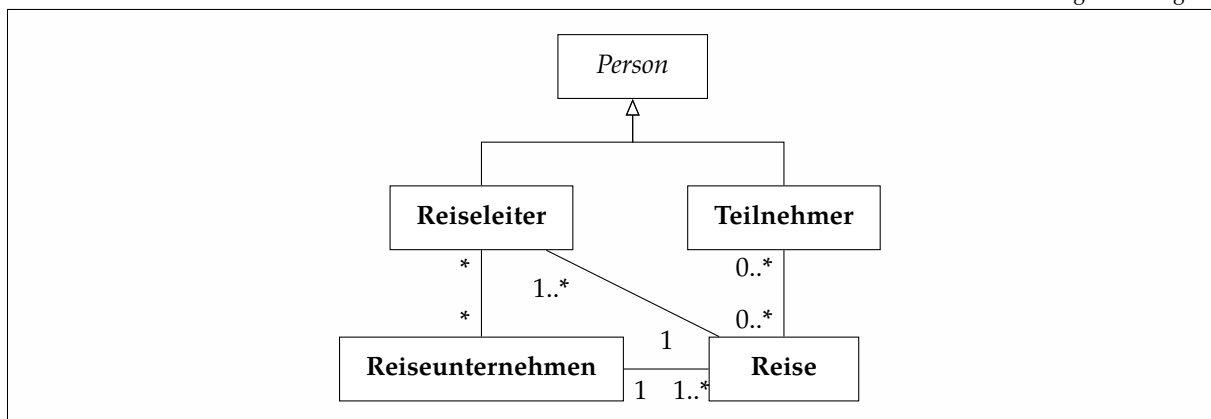 Person
Reiseleiter Teilnehmer
* 0..*
1..*
* 0..*
1
Reiseunternehmen Reise
1 1..*